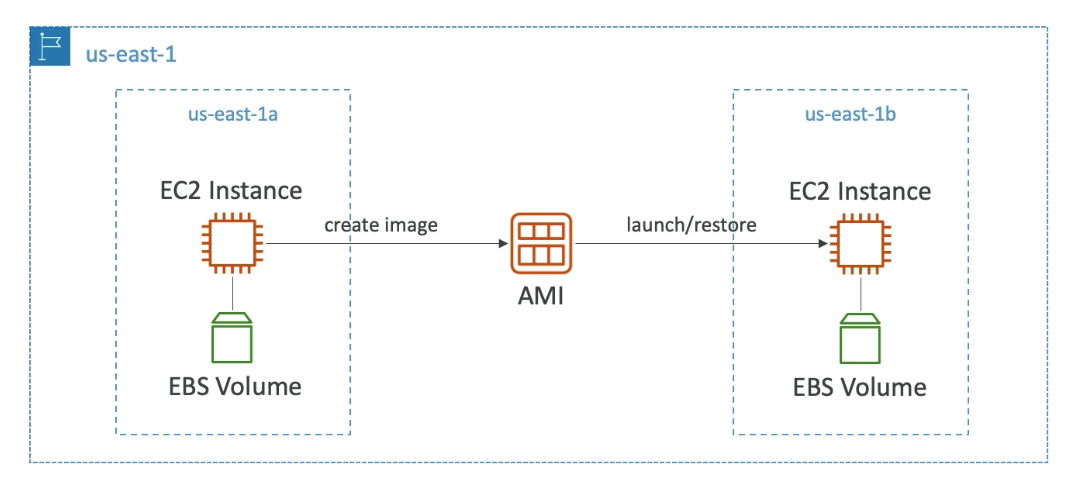 us-east-1
us-east-1a
us-east-1b
EC2 Instance
EC2 Instance
create image
launch/restore
AMI
EBS Volume
EBS Volume